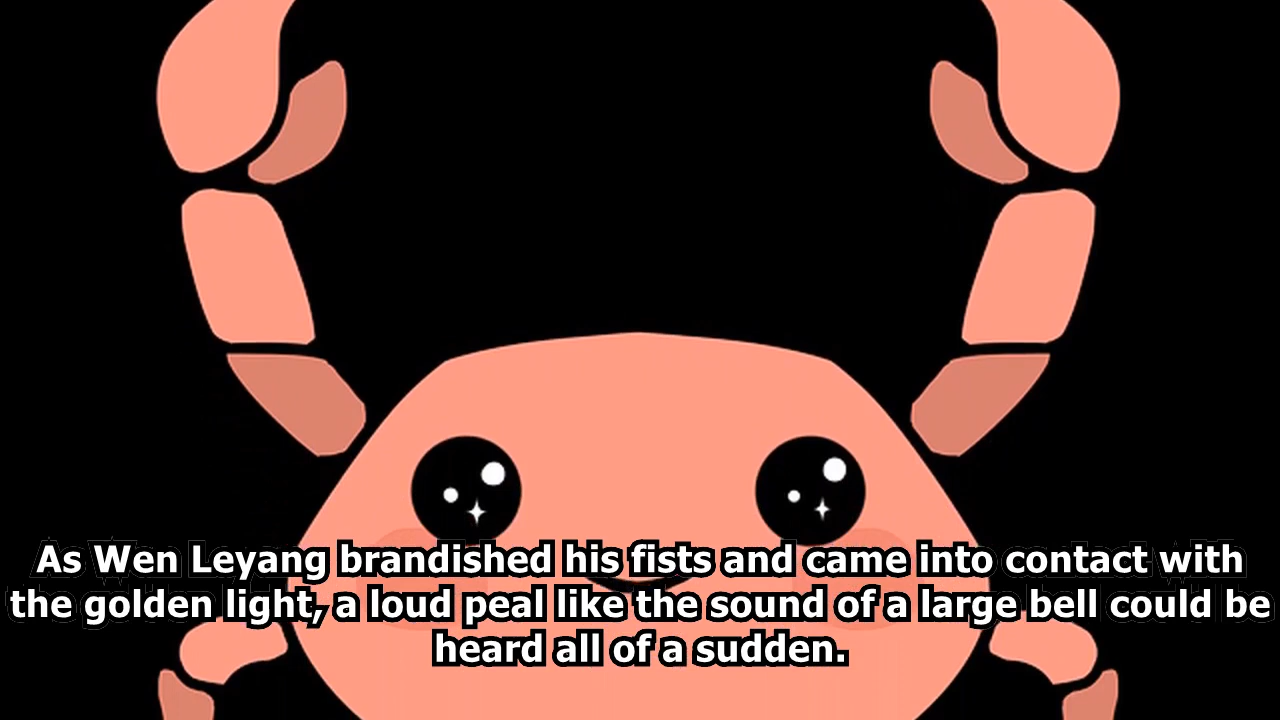 As Wen Leyang brandished his fists and came into contact with
the golden light, a loud peal like the sound of a large bell could be
heard all of a sudden.